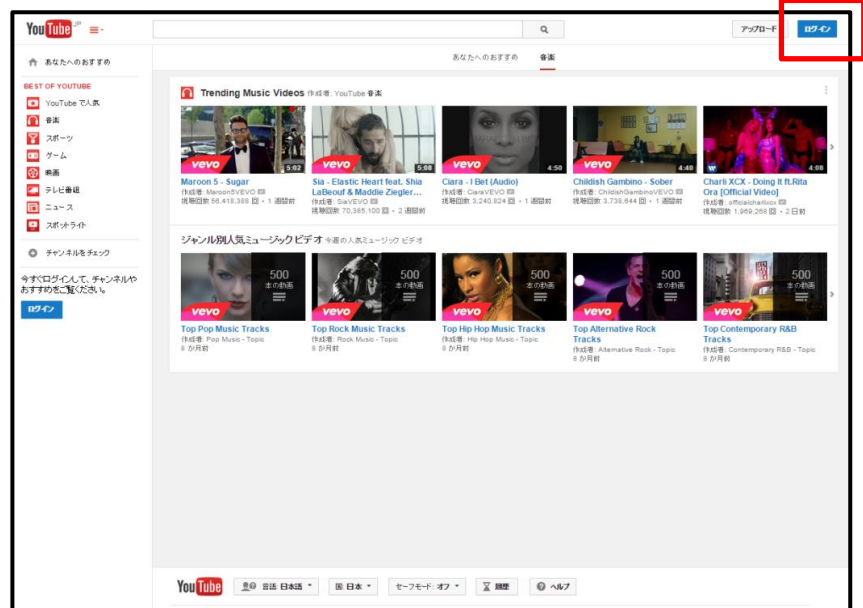 YouTube JP
アップロード
ログイン
あなたへのおすすめ
音楽
あなたへのおすすめ
BEST OF YOUTUBE
YouTube で人気
音楽
スポーツ
ゲーム
映画
テレビ番組
ニュース
スポットライト
チャンネルをチェック
今すぐログインして、チャンネルや
おすすめをご覧ください。
ログイン
Trending Music Videos 作成者: YouTube 音楽
5:02
5:08
4:50
4:40
4:08
vevo
vevo
vevo
vevo
Maroon 5 - Sugar
作成者: Maroon5VEVO
視聴回数 56,418,388 回 • 1 週間前
Sia - Elastic Heart feat. Shia
LaBeouf & Maddie Ziegler...
作成者: SiaVEVO
視聴回数 70,365,100 回 • 2 週間前
Ciara - I Bet (Audio)
作成者: CiaraVEVO
視聴回数 3,240,824 回 • 1 週間前
Childish Gambino - Sober
作成者: ChildishGambinoVEVO
視聴回数 3,738,644 回 • 1 週間前
Charli XCX - Doing It ft.Rita
Ora [Official Video]
作成者: officialcharlixcx
視聴回数 1,969,268 回 • 2 日前
ジャンル別人気ミュージック ビデオ 今週の人気ミュージック ビデオ
500
本の動画
500
本の動画
500
本の動画
500
本の動画
500
本の動画
vevo
vevo
vevo
vevo
vevo
Top Pop Music Tracks
作成者: Pop Music - Topic
8 か月前
Top Rock Music Tracks
作成者: Rock Music - Topic
8 か月前
Top Hip Hop Music Tracks
作成者: Hip Hop Music - Topic
8 か月前
Top Alternative Rock
Tracks
作成者: Alternative Rock - Topic
8 か月前
Top Contemporary R&B
Tracks
作成者: Contemporary R&B - Topic
8 か月前
YouTube
言語: 日本語
国: 日本
セーフモード: オフ
履歴
ヘルプ